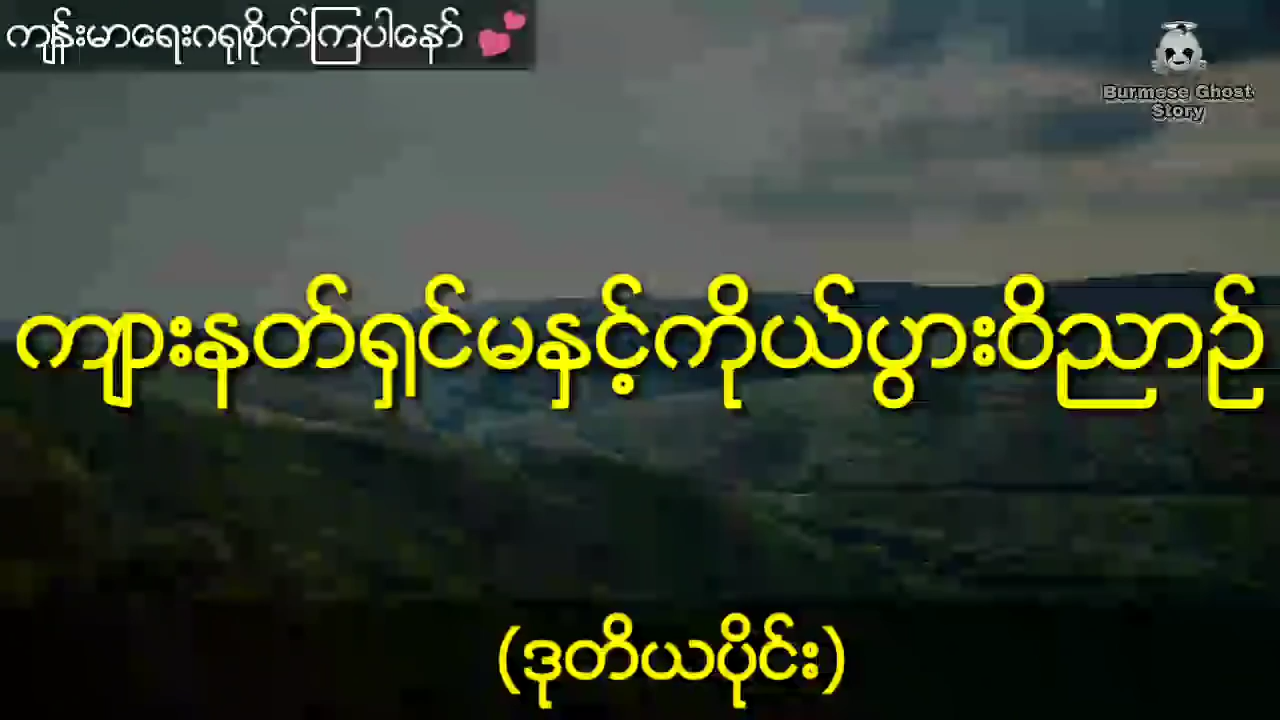 ကျန်းမာရေးဂရုစိုက်ကြပါနော် 💕
Burmese Ghost
Story
ကျားနတ်ရှင်မနှင့်ကိုယ်ပွားဝိညာဉ်
(ဒုတိယပိုင်း)